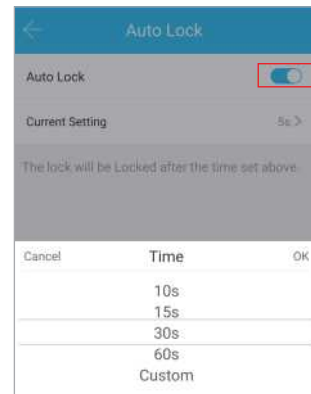 Auto Lock
Auto Lock
Current Setting 5s >
The lock will be Locked after the time set above.
Cancel Time OK
10s
15s
30s
60s
Custom